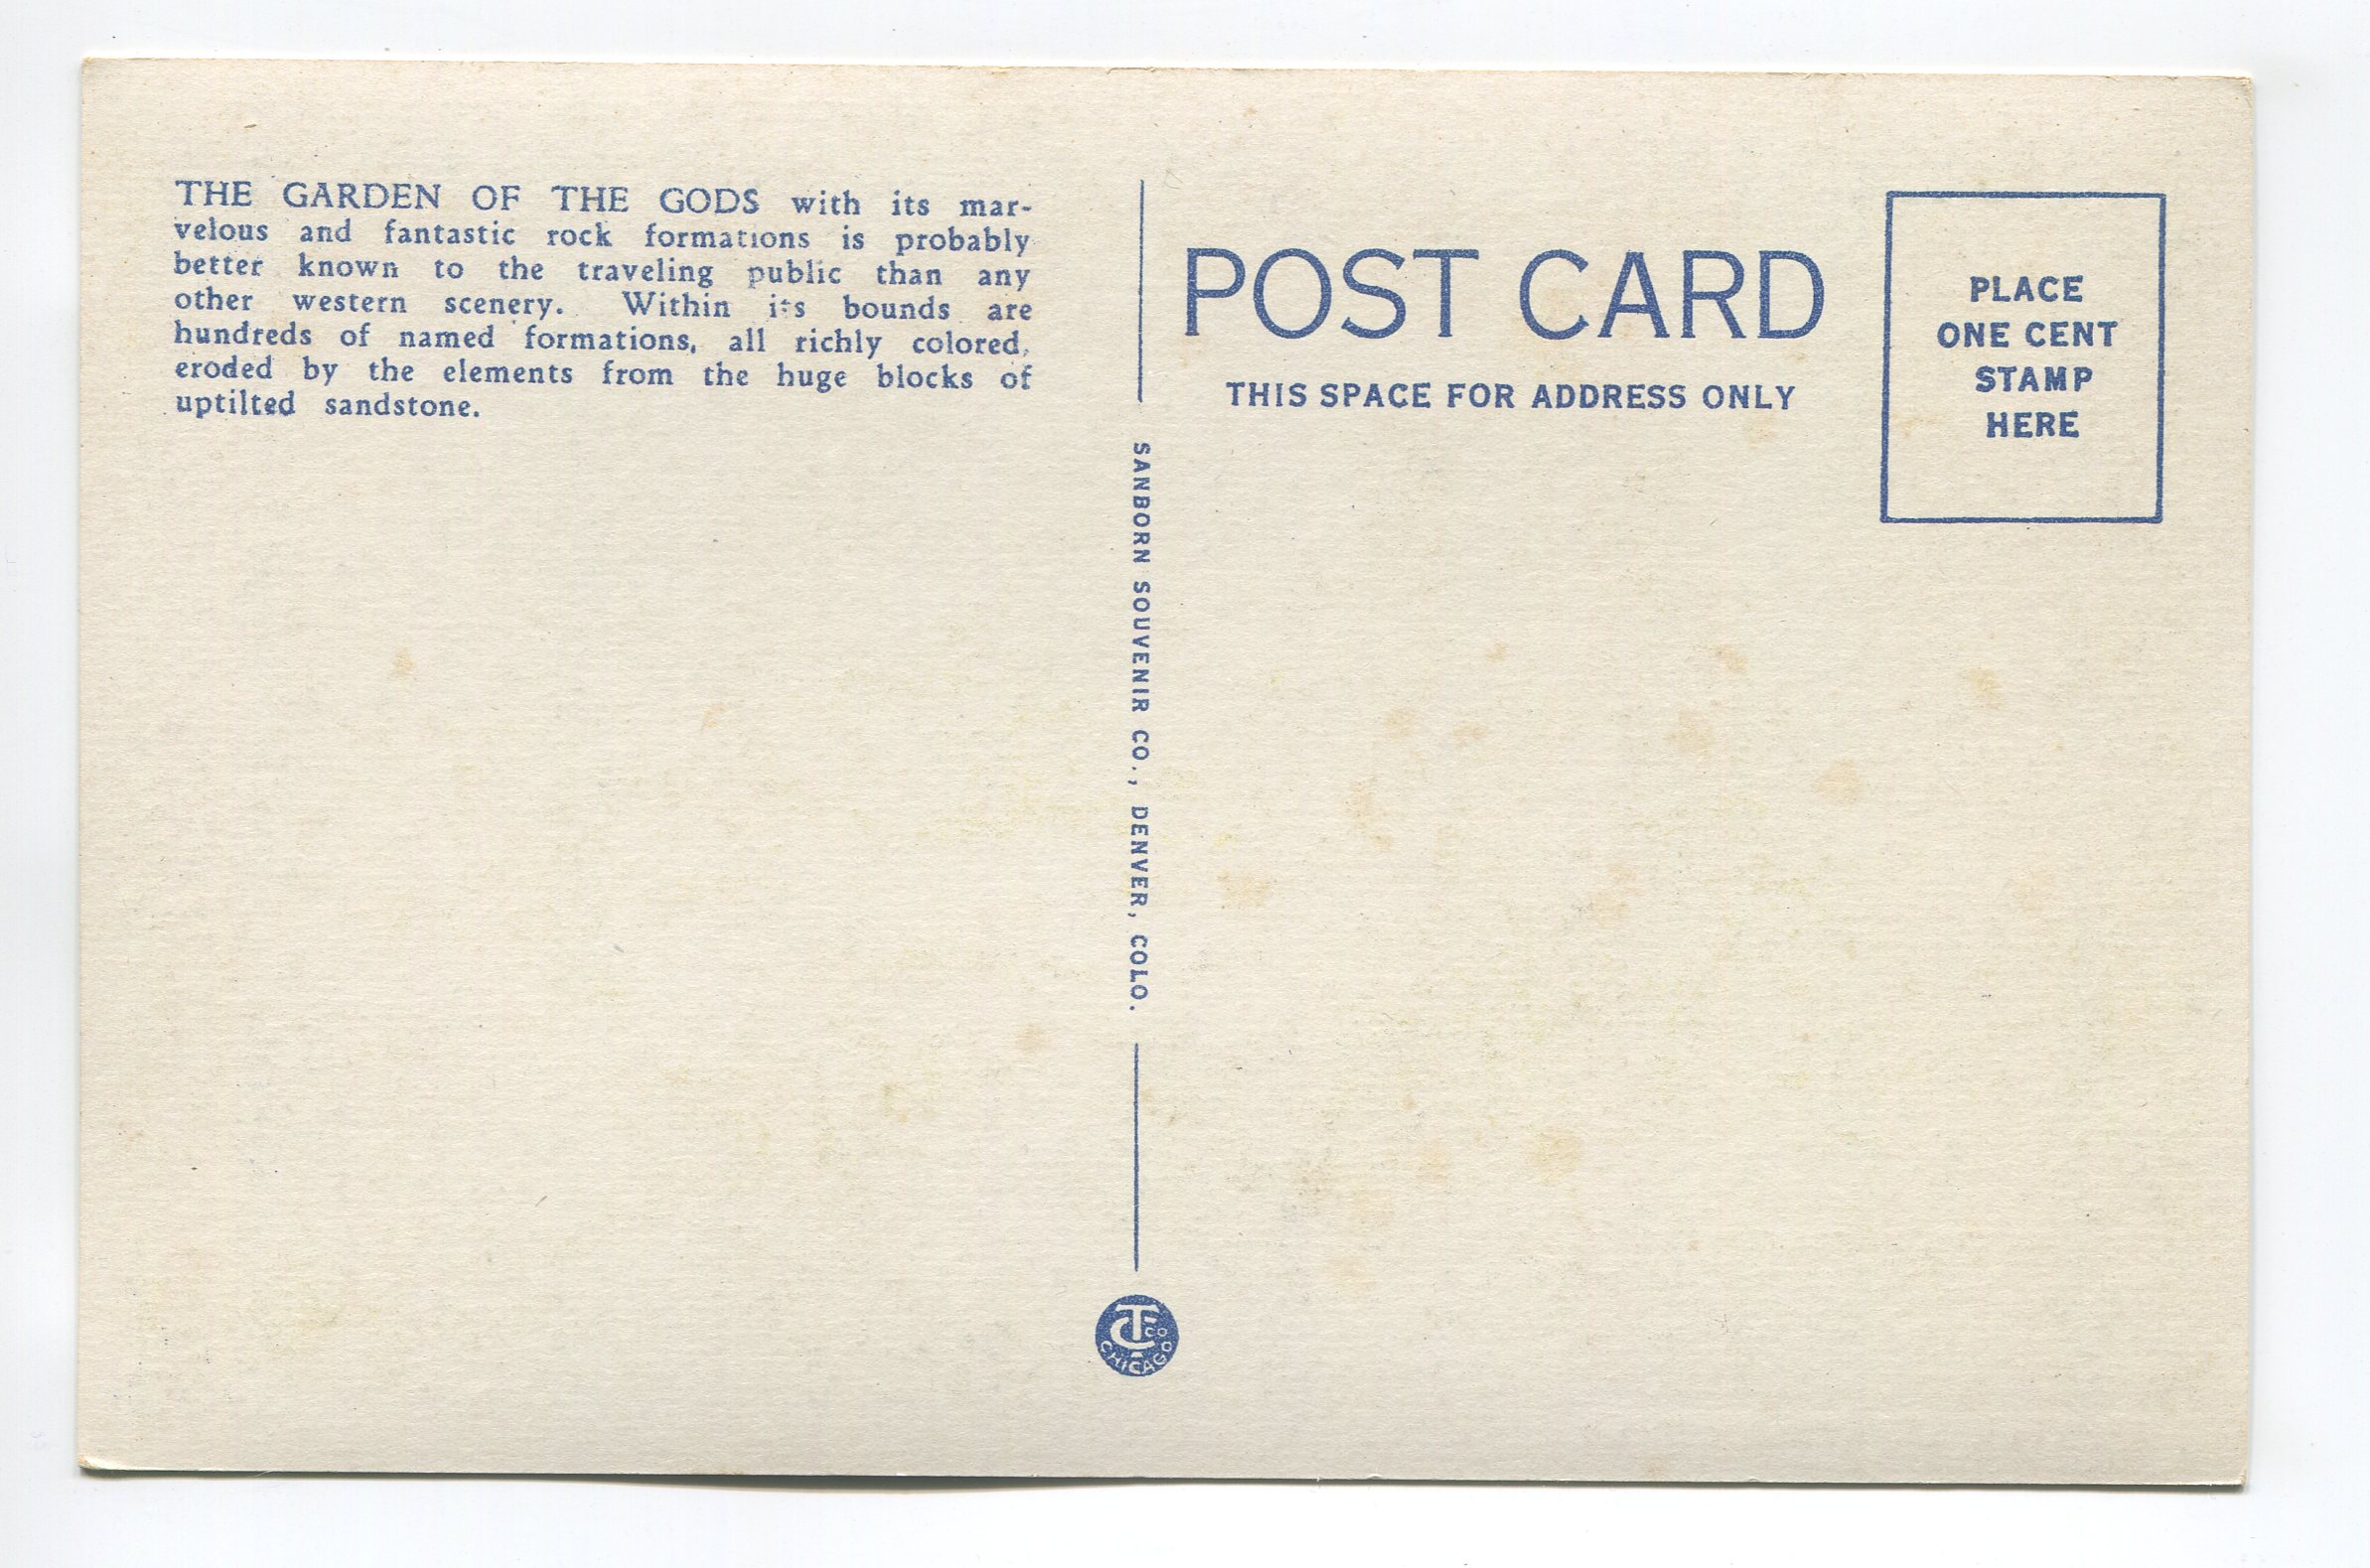 THE GARDEN OF THE GODS with its mar-
velous and fantastic rock formations is probably
better known to the traveling public than any
other western scenery. Within its bounds are
hundreds of named formations, all richly colored,
eroded by the elements from the huge blocks of
uptilted sandstone.
POST CARD
THIS SPACE FOR ADDRESS ONLY
PLACE
ONE CENT
STAMP
HERE
SANBORN SOUVENIR CO., DENVER, COLO.
CT CO
CHICAGO